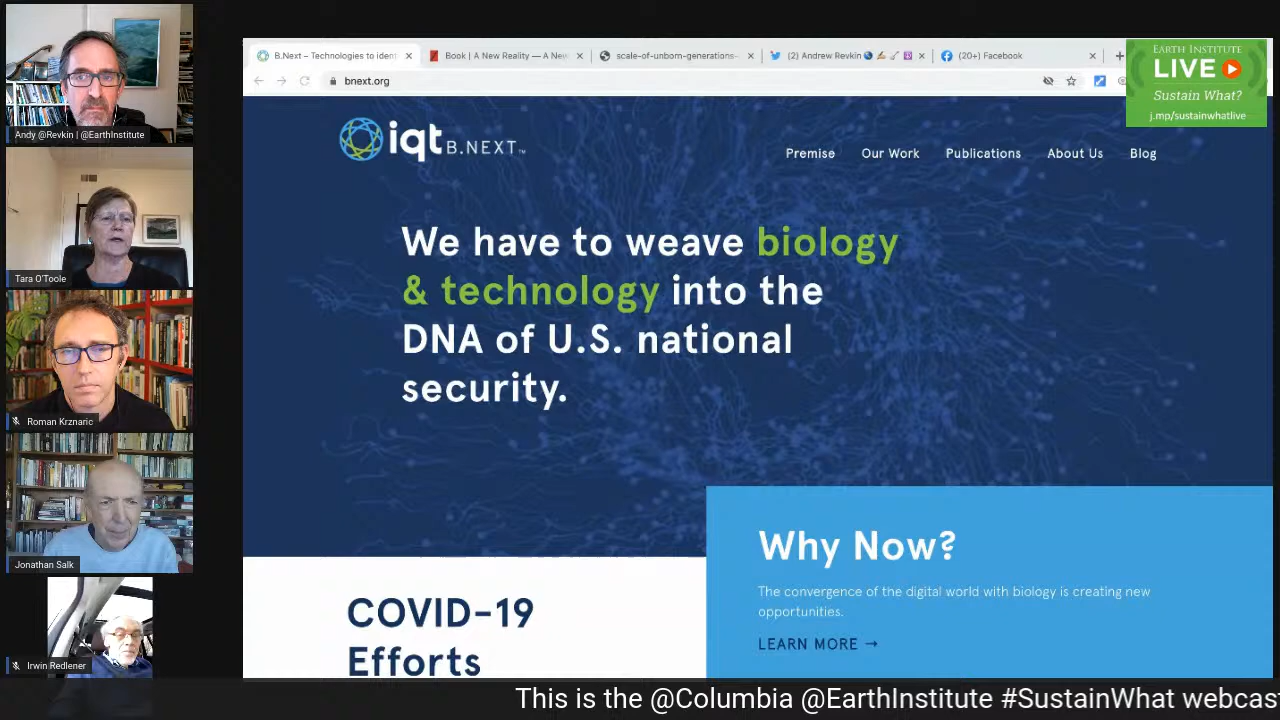 Andy @Revkin | @EarthInstitute
Tara O'Toole
Roman Krznaric
Jonathan Salk
Irwin Redlener
B.Next – Technologies to ident
Book | A New Reality — A New
scale-of-unborn-generations-
(2) Andrew Revkin
(20+) Facebook
bnext.org
EARTH INSTITUTE
LIVE
Sustain What?
j.mp/sustainwhatlive
iqt B.NEXT™
Premise
Our Work
Publications
About Us
Blog
We have to weave biology
& technology into the
DNA of U.S. national
security.
Why Now?
The convergence of the digital world with biology is creating new
opportunities.
LEARN MORE →
COVID-19
Efforts
This is the @Columbia @EarthInstitute #SustainWhat webcas